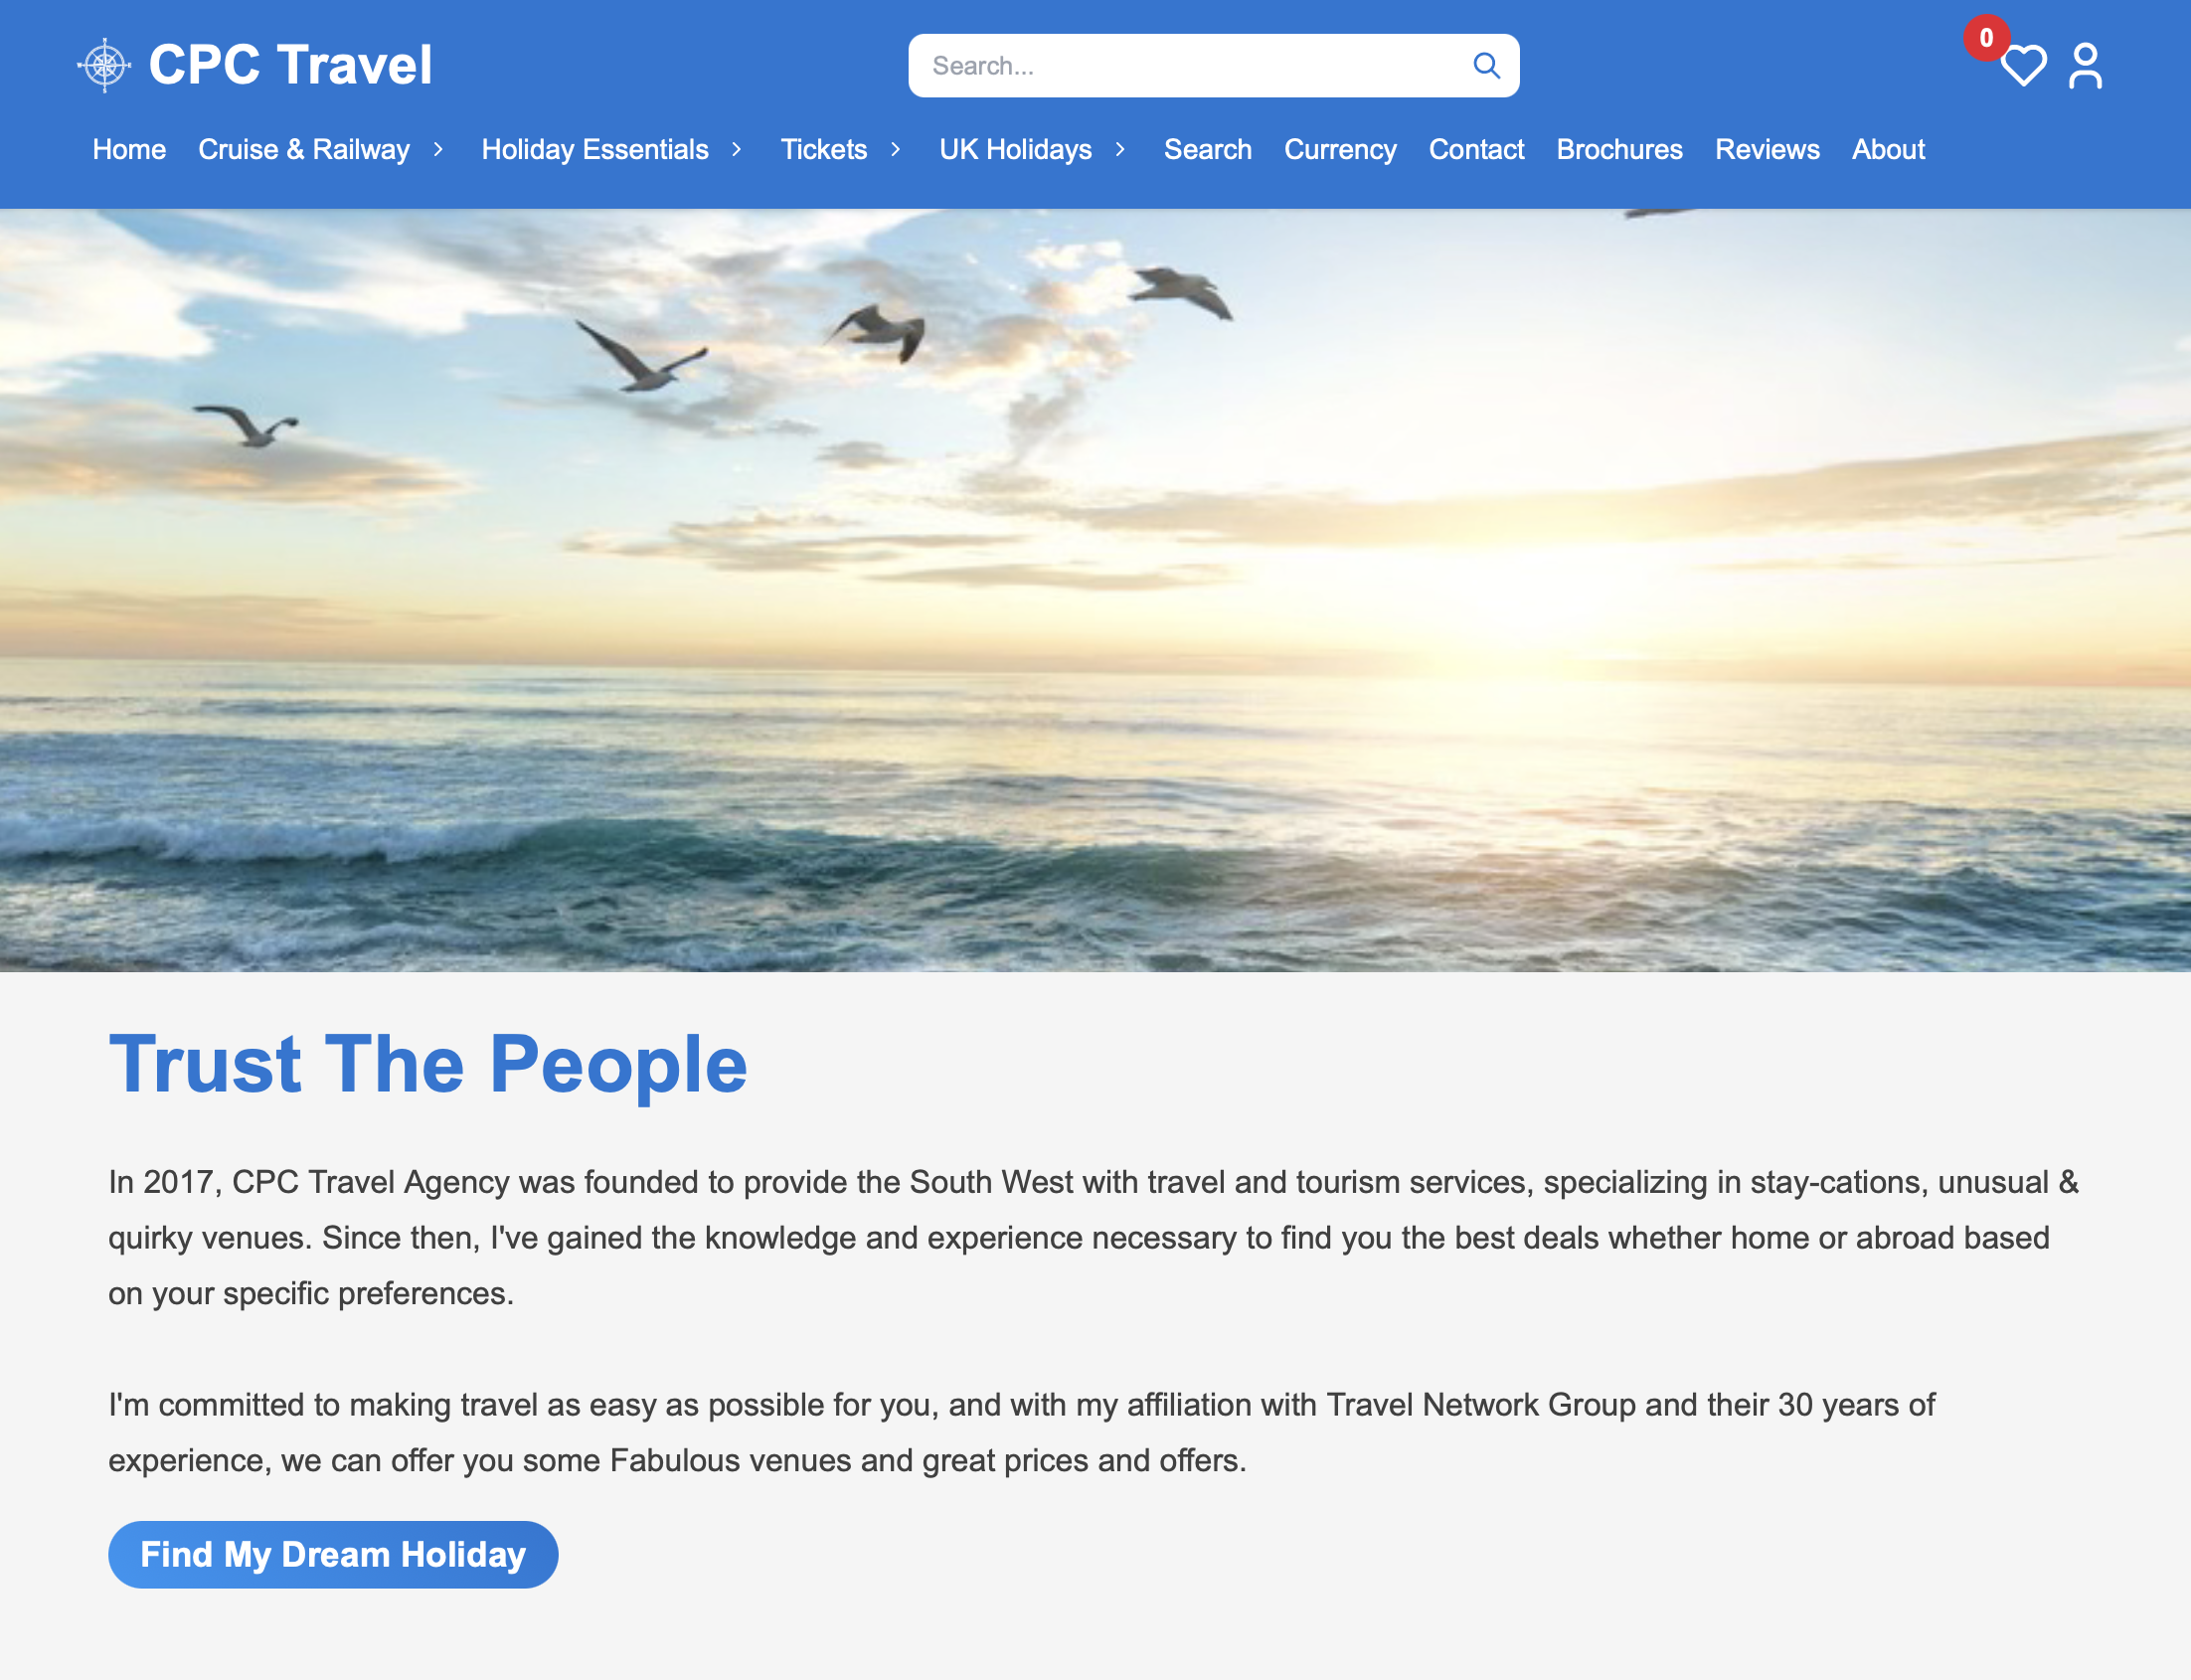 CPC Travel
Search...
0
Home Cruise & Railway Holiday Essentials Tickets UK Holidays Search Currency Contact Brochures Reviews About
Trust The People
In 2017, CPC Travel Agency was founded to provide the South West with travel and tourism services, specializing in stay-cations, unusual &
quirky venues. Since then, I've gained the knowledge and experience necessary to find you the best deals whether home or abroad based
on your specific preferences.
I'm committed to making travel as easy as possible for you, and with my affiliation with Travel Network Group and their 30 years of
experience, we can offer you some Fabulous venues and great prices and offers.
Find My Dream Holiday